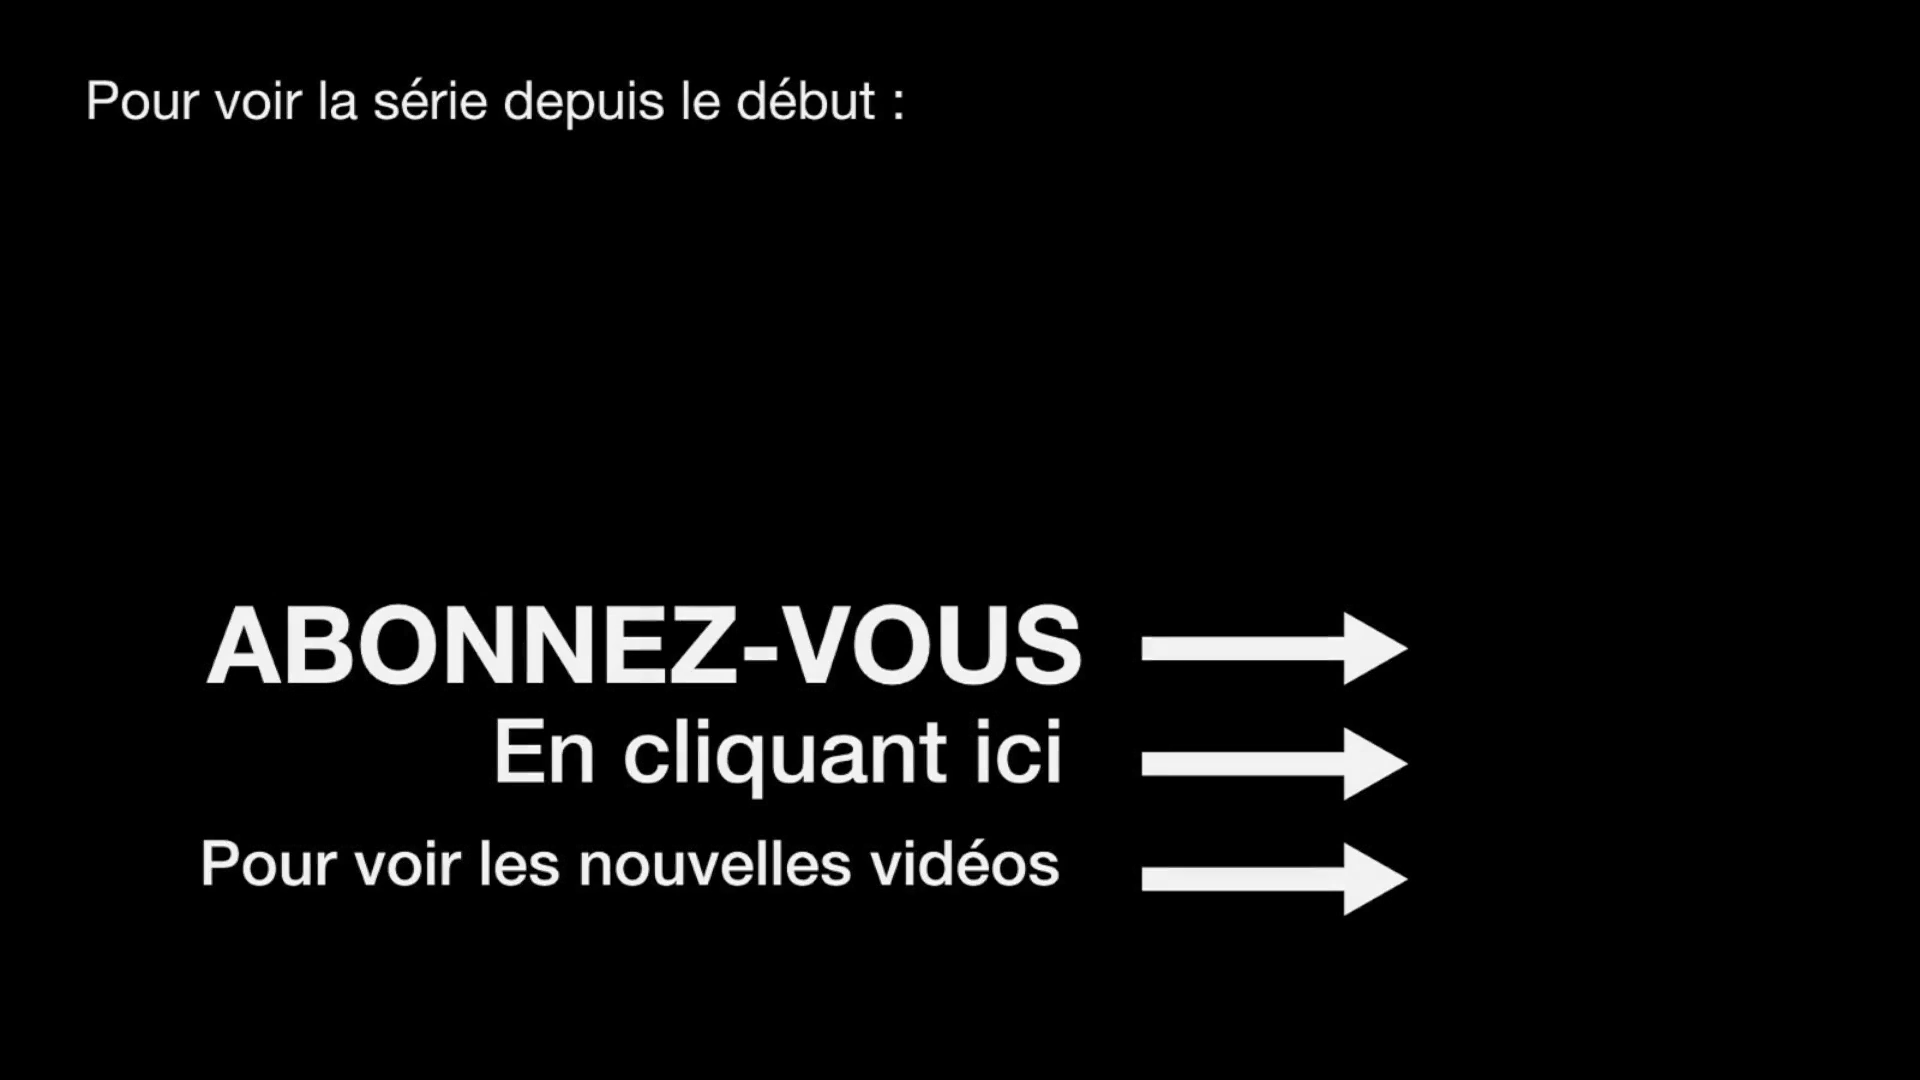 Pour voir la série depuis le début :
ABONNEZ-VOUS
En cliquant ici
Pour voir les nouvelles vidéos